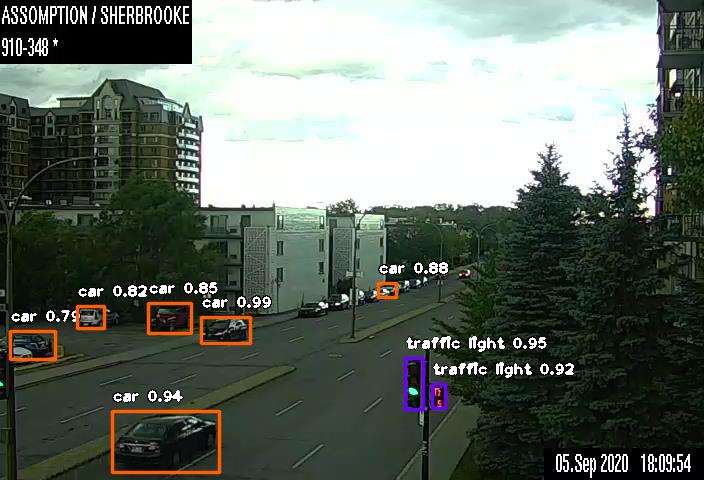 ASSOMPTION / SHERBROOKE
910-348 *
car 0.88
car 0.82
car 0.85
car 0.99
car 0.79
traffic light 0.95
traffic light 0.92
car 0.94
05.Sep 2020 18:09:54